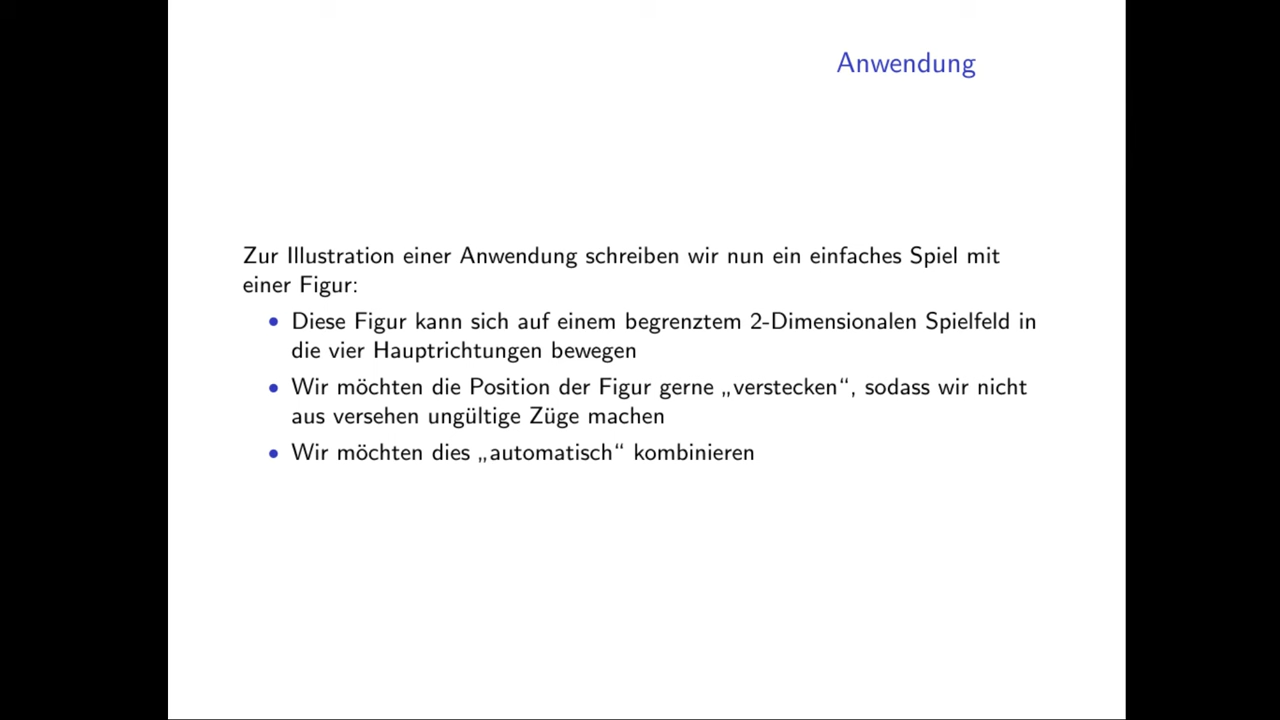 Anwendung
Zur Illustration einer Anwendung schreiben wir nun ein einfaches Spiel mit
einer Figur:
• Diese Figur kann sich auf einem begrenztem 2-Dimensionalen Spielfeld in
die vier Hauptrichtungen bewegen
• Wir möchten die Position der Figur gerne „verstecken“, sodass wir nicht
aus versehen ungültige Züge machen
• Wir möchten dies „automatisch“ kombinieren